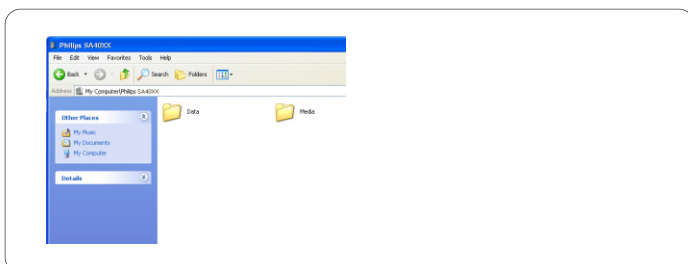 Philips SA40XX
File Edit View Favorites Tools Help
Back Search Folders
Address My Computer\Philips SA40XX
Other Places
My Music
My Documents
My Computer
Details
Data
Media